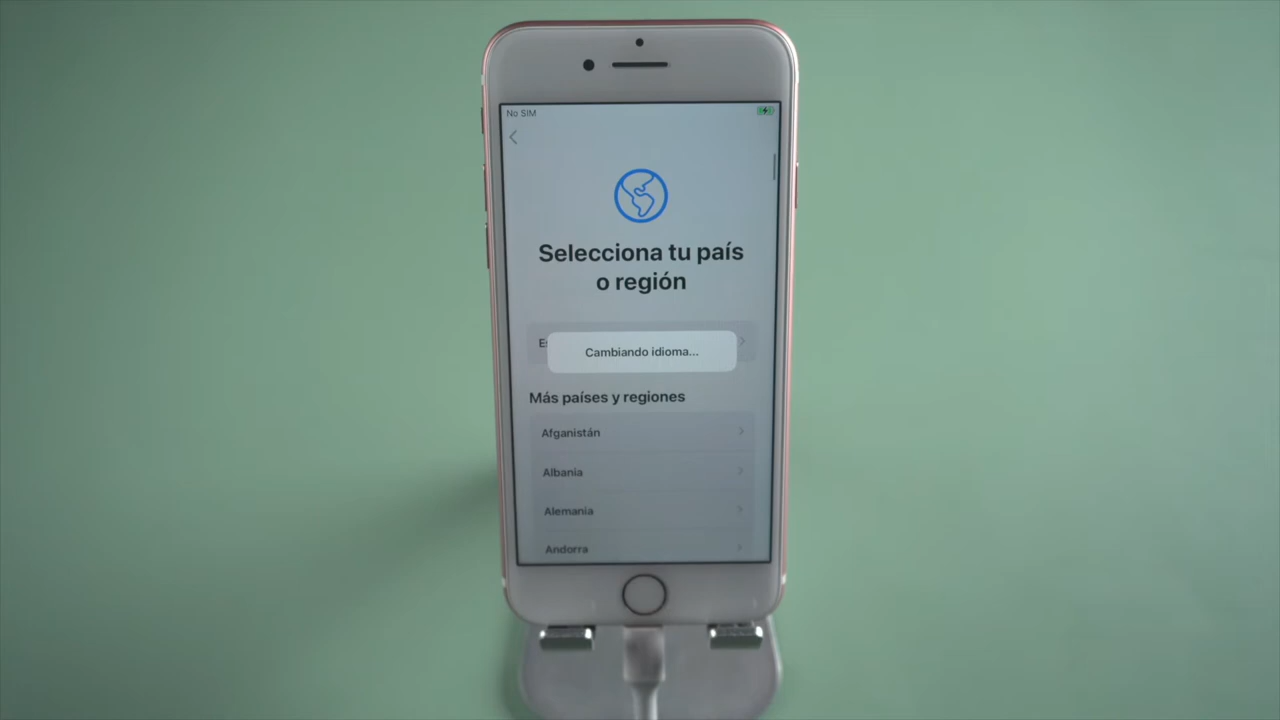 No SIM
Selecciona tu país
o región
Cambiando idioma...
Más países y regiones
Afganistán
Albania
Alemania
Andorra